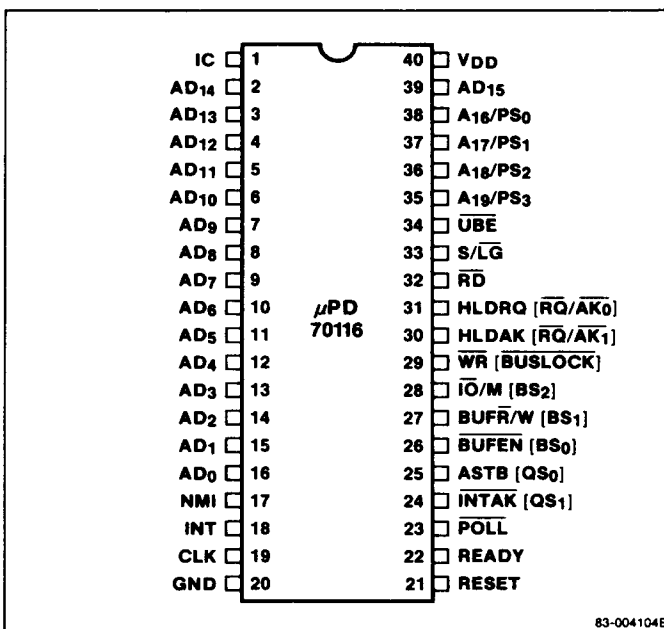 IC 1 40 VDD
AD14 2 39 AD15
AD13 3 38 A16/PS0
AD12 4 37 A17/PS1
AD11 5 36 A18/PS2
AD10 6 35 A19/PS3
AD9 7 34 UBE
AD8 8 33 S/LG
AD7 9 32 RD
AD6 10 μPD 31 HLDRQ [RQ/AK0]
AD5 11 70116 30 HLDAK [RQ/AK1]
AD4 12 29 WR [BUSLOCK]
AD3 13 28 IO/M [BS2]
AD2 14 27 BUFR/W [BS1]
AD1 15 26 BUFEN [BS0]
AD0 16 25 ASTB [QS0]
NMI 17 24 INTAK [QS1]
INT 18 23 POLL
CLK 19 22 READY
GND 20 21 RESET
83-004104B